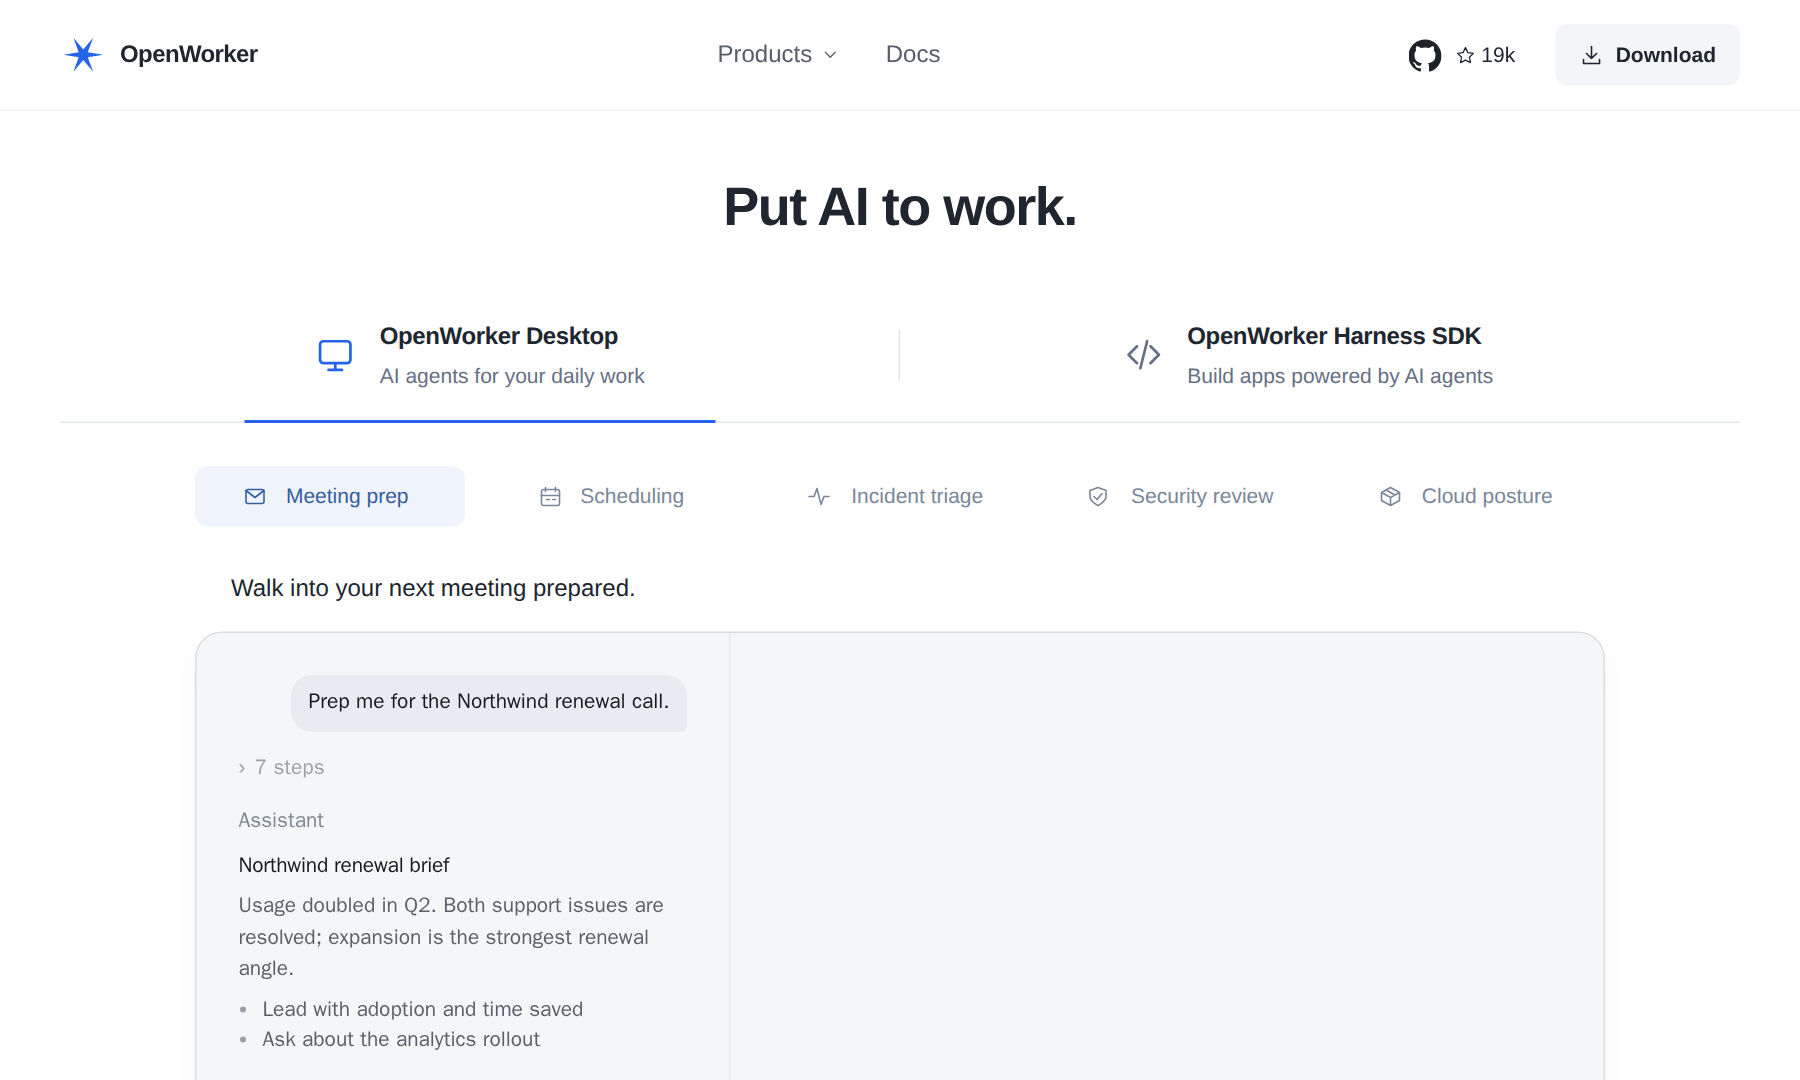 OpenWorker
Products
Docs
19k
Download
Put AI to work.
OpenWorker Desktop
AI agents for your daily work
OpenWorker Harness SDK
Build apps powered by AI agents
Meeting prep
Scheduling
Incident triage
Security review
Cloud posture
Walk into your next meeting prepared.
Prep me for the Northwind renewal call.
› 7 steps
Assistant
Northwind renewal brief
Usage doubled in Q2. Both support issues are
resolved; expansion is the strongest renewal
angle.
• Lead with adoption and time saved
• Ask about the analytics rollout